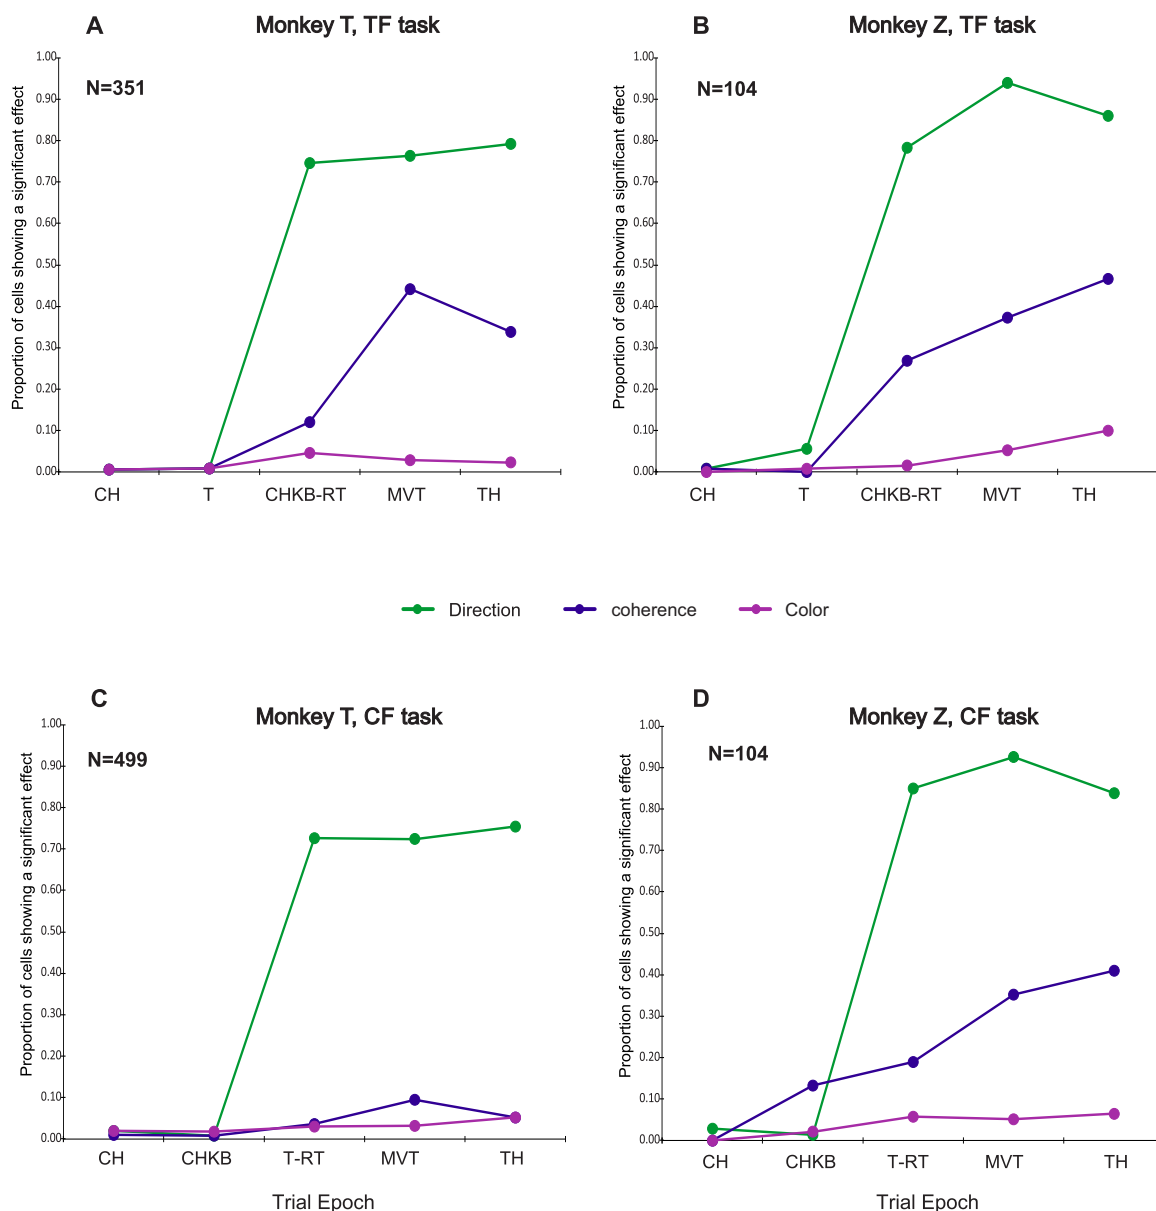 A
Monkey T, TF task
N=351
Proportion of cells showing a significant effect
1.00
0.90
0.80
0.70
0.60
0.50
0.40
0.30
0.20
0.10
0.00
CH T CHKB-RT MVT TH
B
Monkey Z, TF task
N=104
Proportion of cells showing a significant effect
1.00
0.90
0.80
0.70
0.60
0.50
0.40
0.30
0.20
0.10
0.00
CH T CHKB-RT MVT TH
Direction coherence Color
C
Monkey T, CF task
N=499
Proportion of cells showing a significant effect
1.00
0.90
0.80
0.70
0.60
0.50
0.40
0.30
0.20
0.10
0.00
CH CHKB T-RT MVT TH
Trial Epoch
D
Monkey Z, CF task
N=104
Proportion of cells showing a significant effect
1.00
0.90
0.80
0.70
0.60
0.50
0.40
0.30
0.20
0.10
0.00
CH CHKB T-RT MVT TH
Trial Epoch